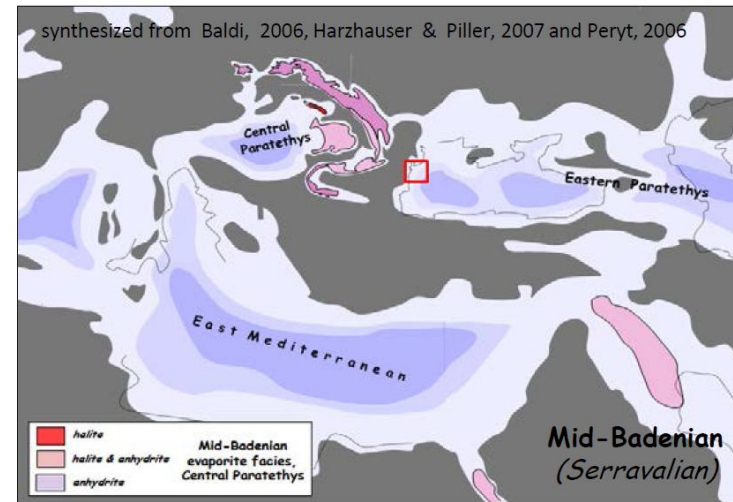 synthesized from Baldi, 2006, Harzhauser & Piller, 2007 and Peryt, 2006
Central
Paratethys
Eastern Paratethys
East Mediterranean
halite
halite & anhydrite
anhydrite
Mid-Badenian
evaporite facies,
Central Paratethys
Mid-Badenian
(Serravalian)